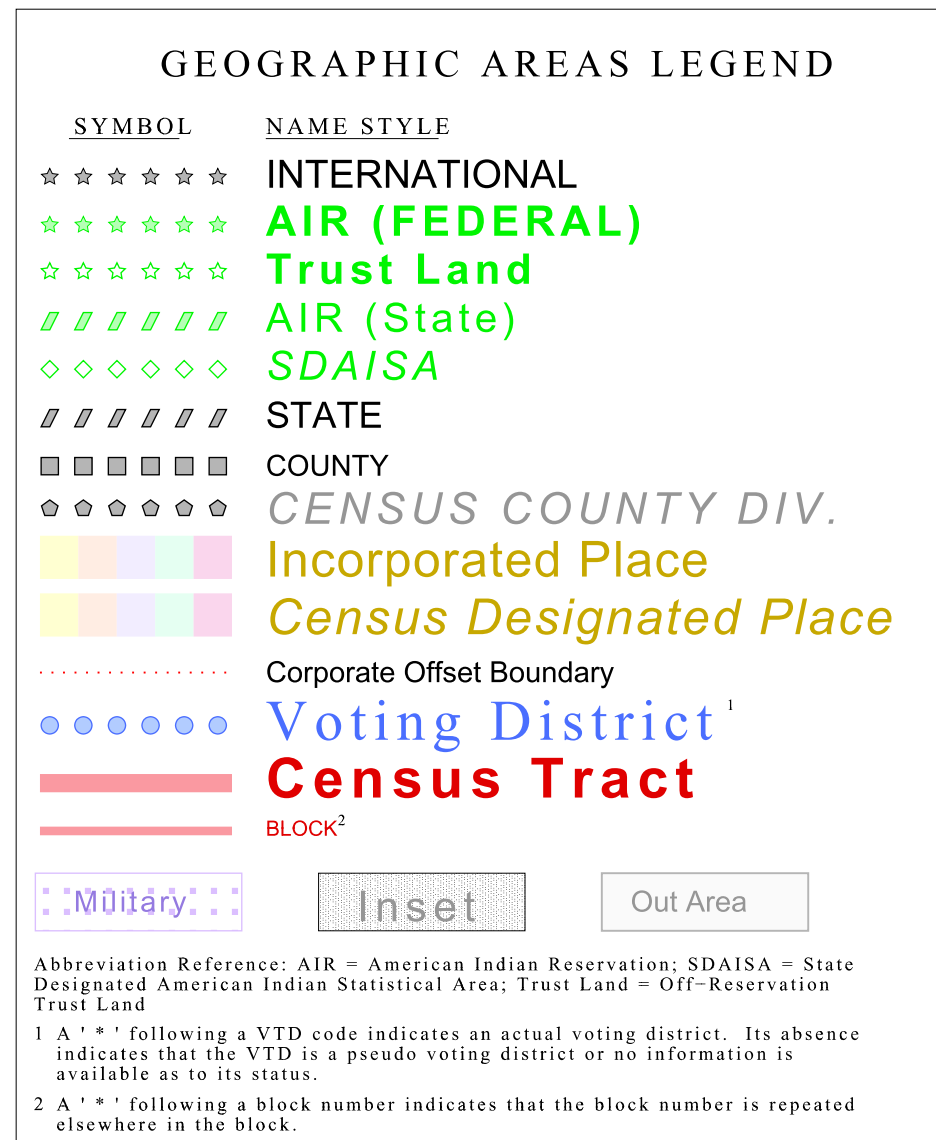 GEOGRAPHIC AREAS LEGEND
SYMBOL NAME STYLE
INTERNATIONAL
AIR (FEDERAL)
Trust Land
AIR (State)
SDAISA
STATE
COUNTY
CENSUS COUNTY DIV.
Incorporated Place
Census Designated Place
Corporate Offset Boundary
Voting District 1
Census Tract
BLOCK2
Military Inset Out Area
Abbreviation Reference: AIR = American Indian Reservation; SDAISA = State
Designated American Indian Statistical Area; Trust Land = Off−Reservation
Trust Land
1 A ' * ' following a VTD code indicates an actual voting district. Its absence
indicates that the VTD is a pseudo voting district or no information is
available as to its status.
2 A ' * ' following a block number indicates that the block number is repeated
elsewhere in the block.